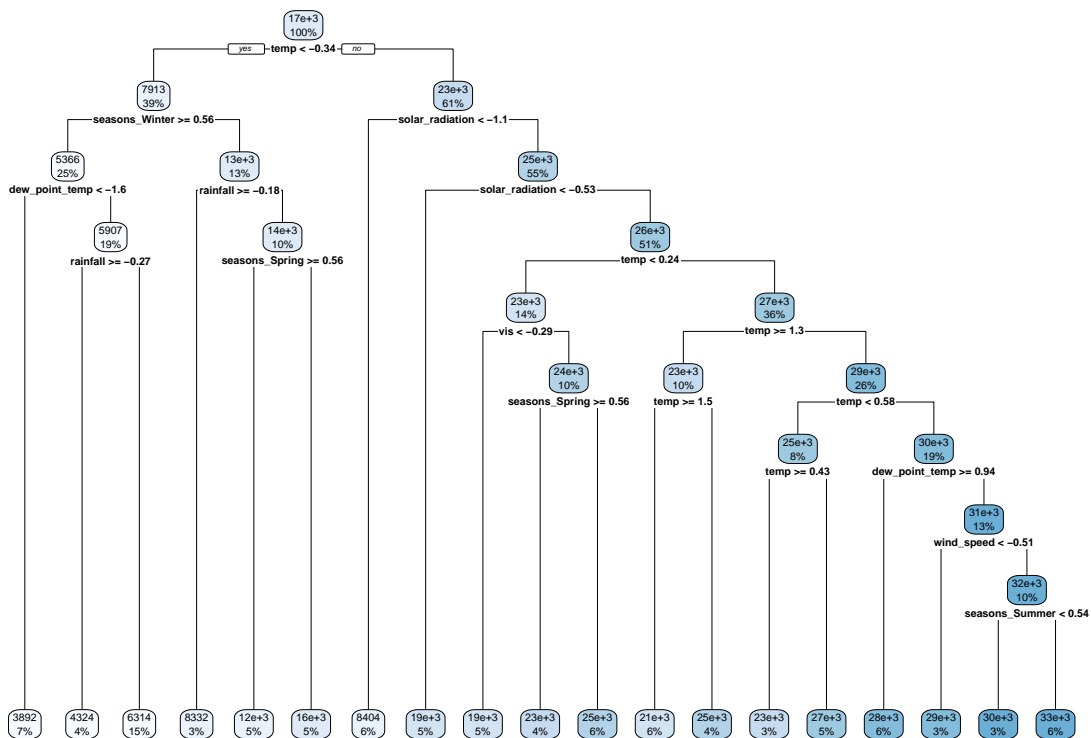 17e+3
100%
yes temp < −0.34 no
7913
39%
23e+3
61%
seasons_Winter >= 0.56
solar_radiation < −1.1
5366
25%
13e+3
13%
25e+3
55%
dew_point_temp < −1.6
rainfall >= −0.18
solar_radiation < −0.53
5907
19%
14e+3
10%
26e+3
51%
rainfall >= −0.27
seasons_Spring >= 0.56
temp < 0.24
23e+3
14%
27e+3
36%
vis < −0.29
temp >= 1.3
24e+3
10%
23e+3
10%
29e+3
26%
seasons_Spring >= 0.56
temp >= 1.5
temp < 0.58
25e+3
8%
30e+3
19%
temp >= 0.43
dew_point_temp >= 0.94
31e+3
13%
wind_speed < −0.51
32e+3
10%
seasons_Summer < 0.54
3892
7%
4324
4%
6314
15%
8332
3%
12e+3
5%
16e+3
5%
8404
6%
19e+3
5%
19e+3
5%
23e+3
4%
25e+3
6%
21e+3
6%
25e+3
4%
23e+3
3%
27e+3
5%
28e+3
6%
29e+3
3%
30e+3
3%
33e+3
6%